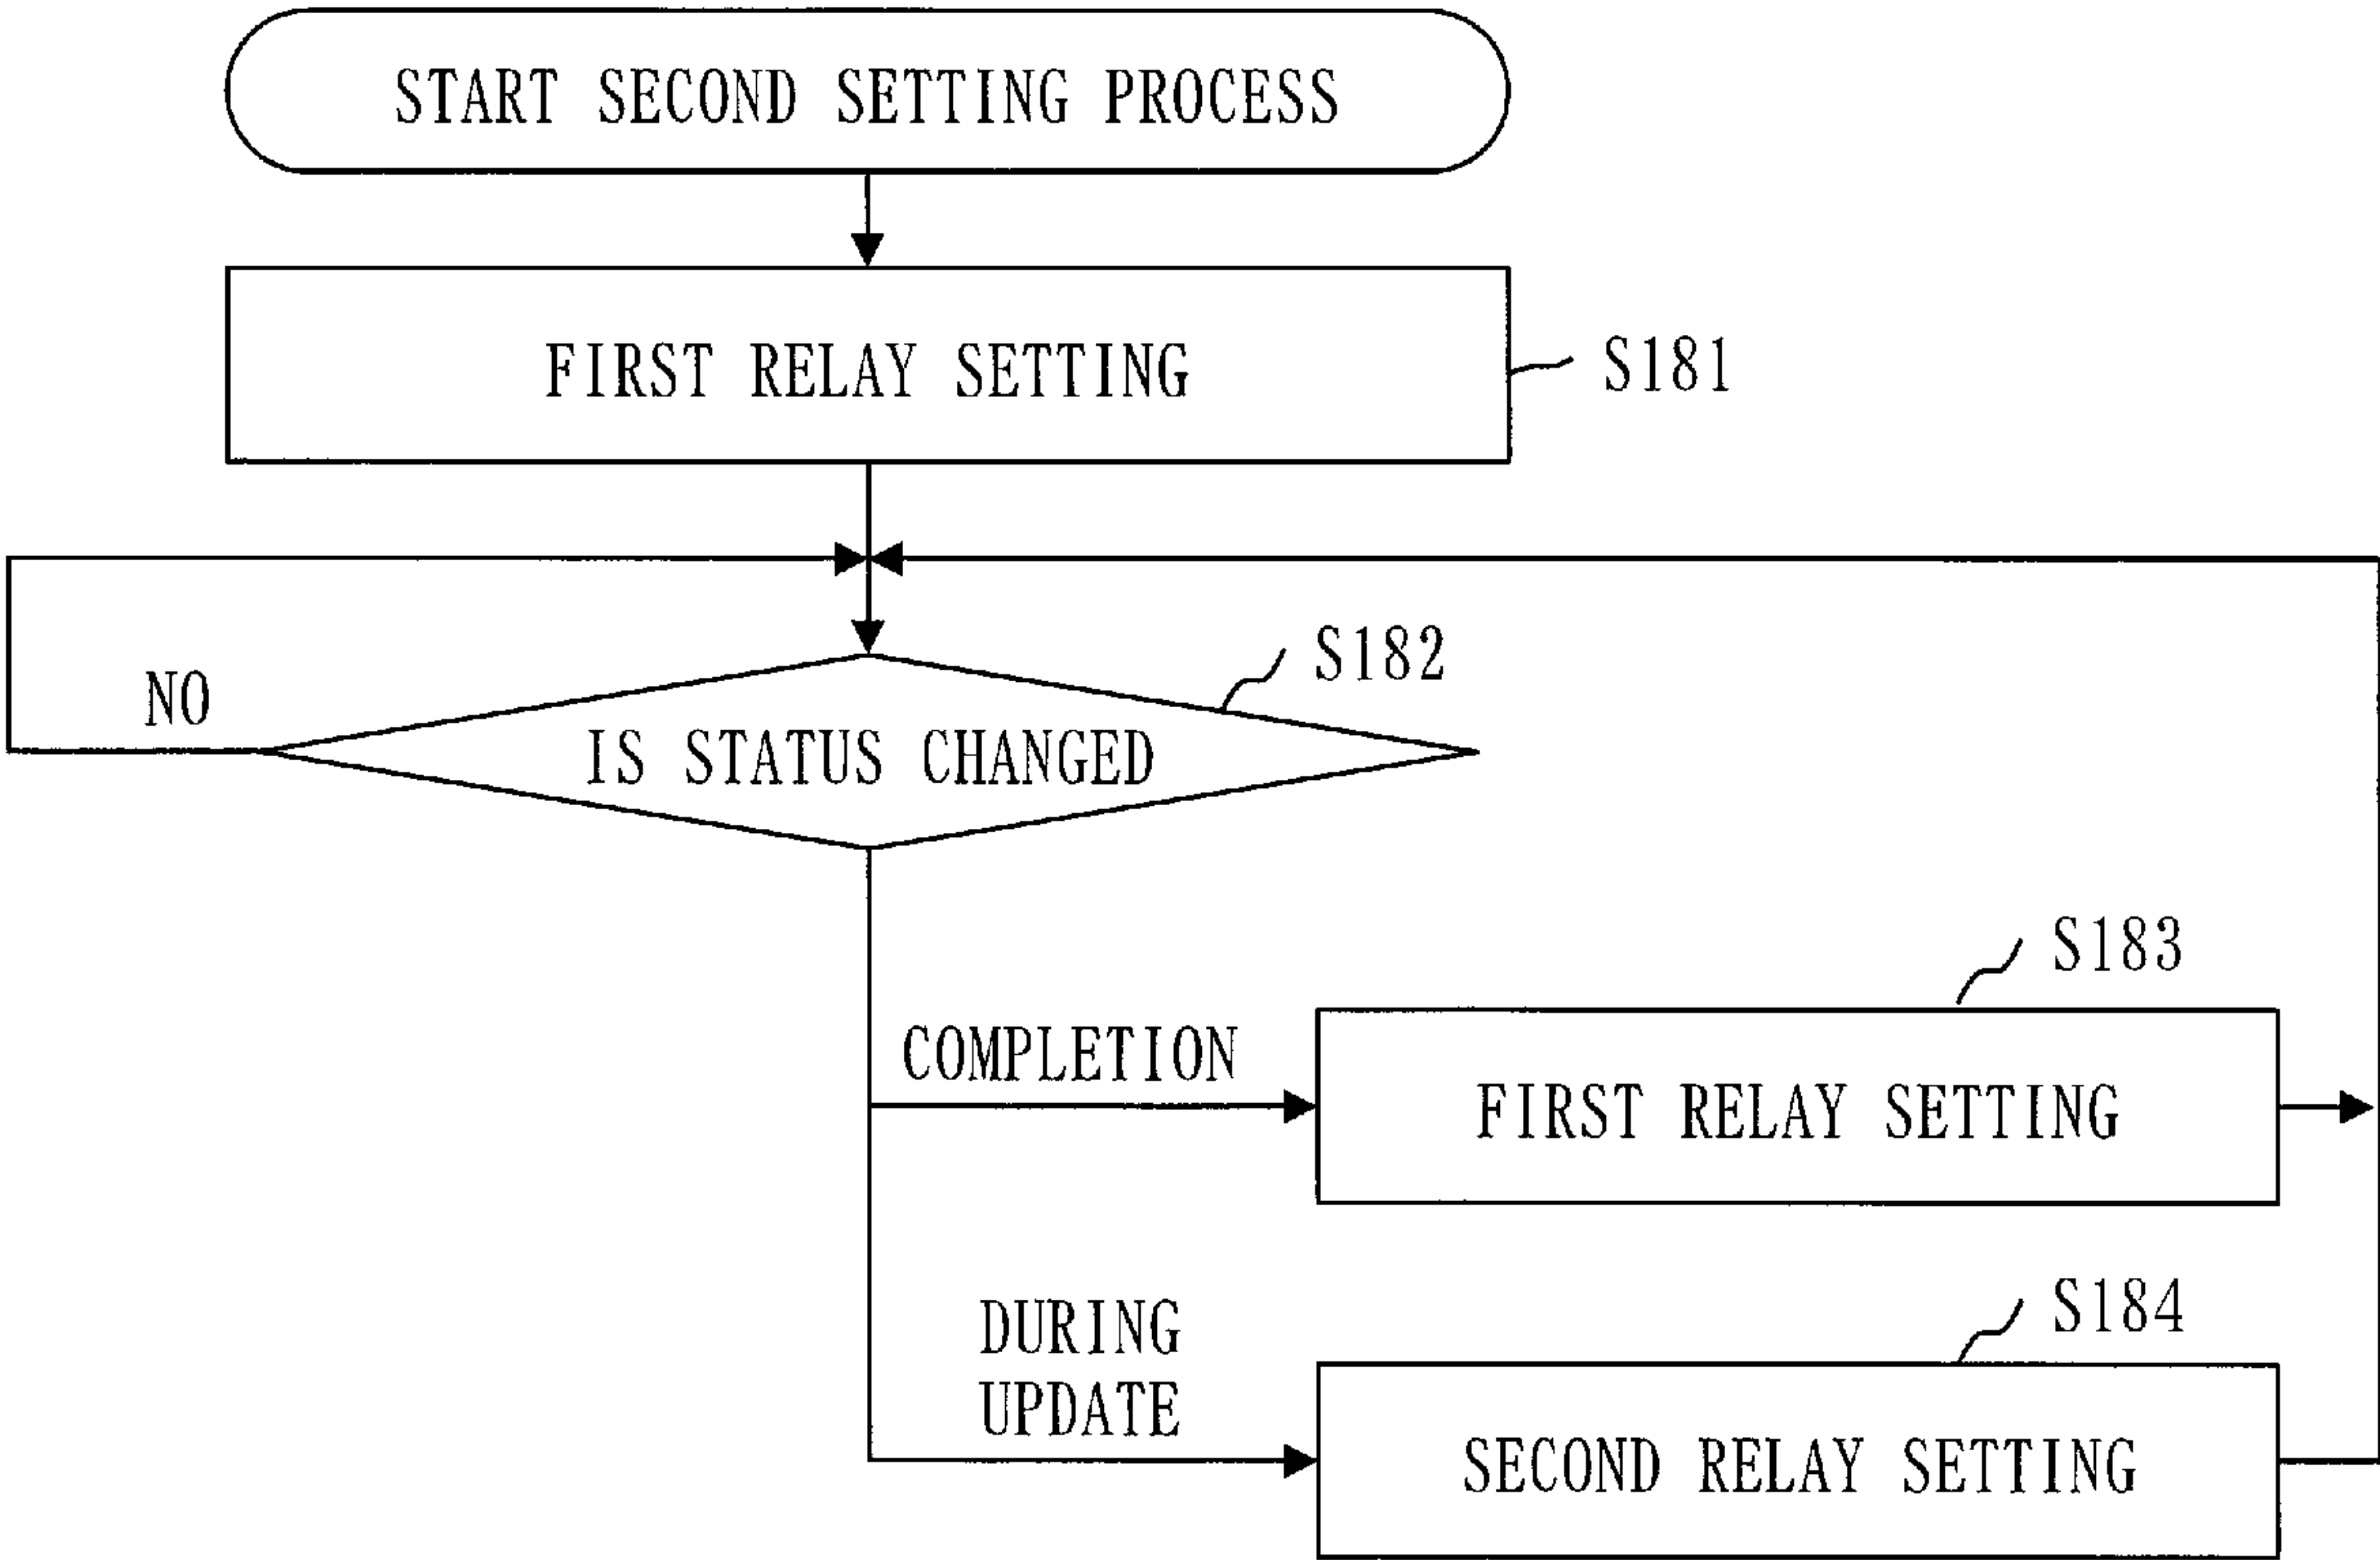 START SECOND SETTING PROCESS
FIRST RELAY SETTING
S181
S182
NO
IS STATUS CHANGED
S183
COMPLETION
FIRST RELAY SETTING
S184
DURING
UPDATE
SECOND RELAY SETTING